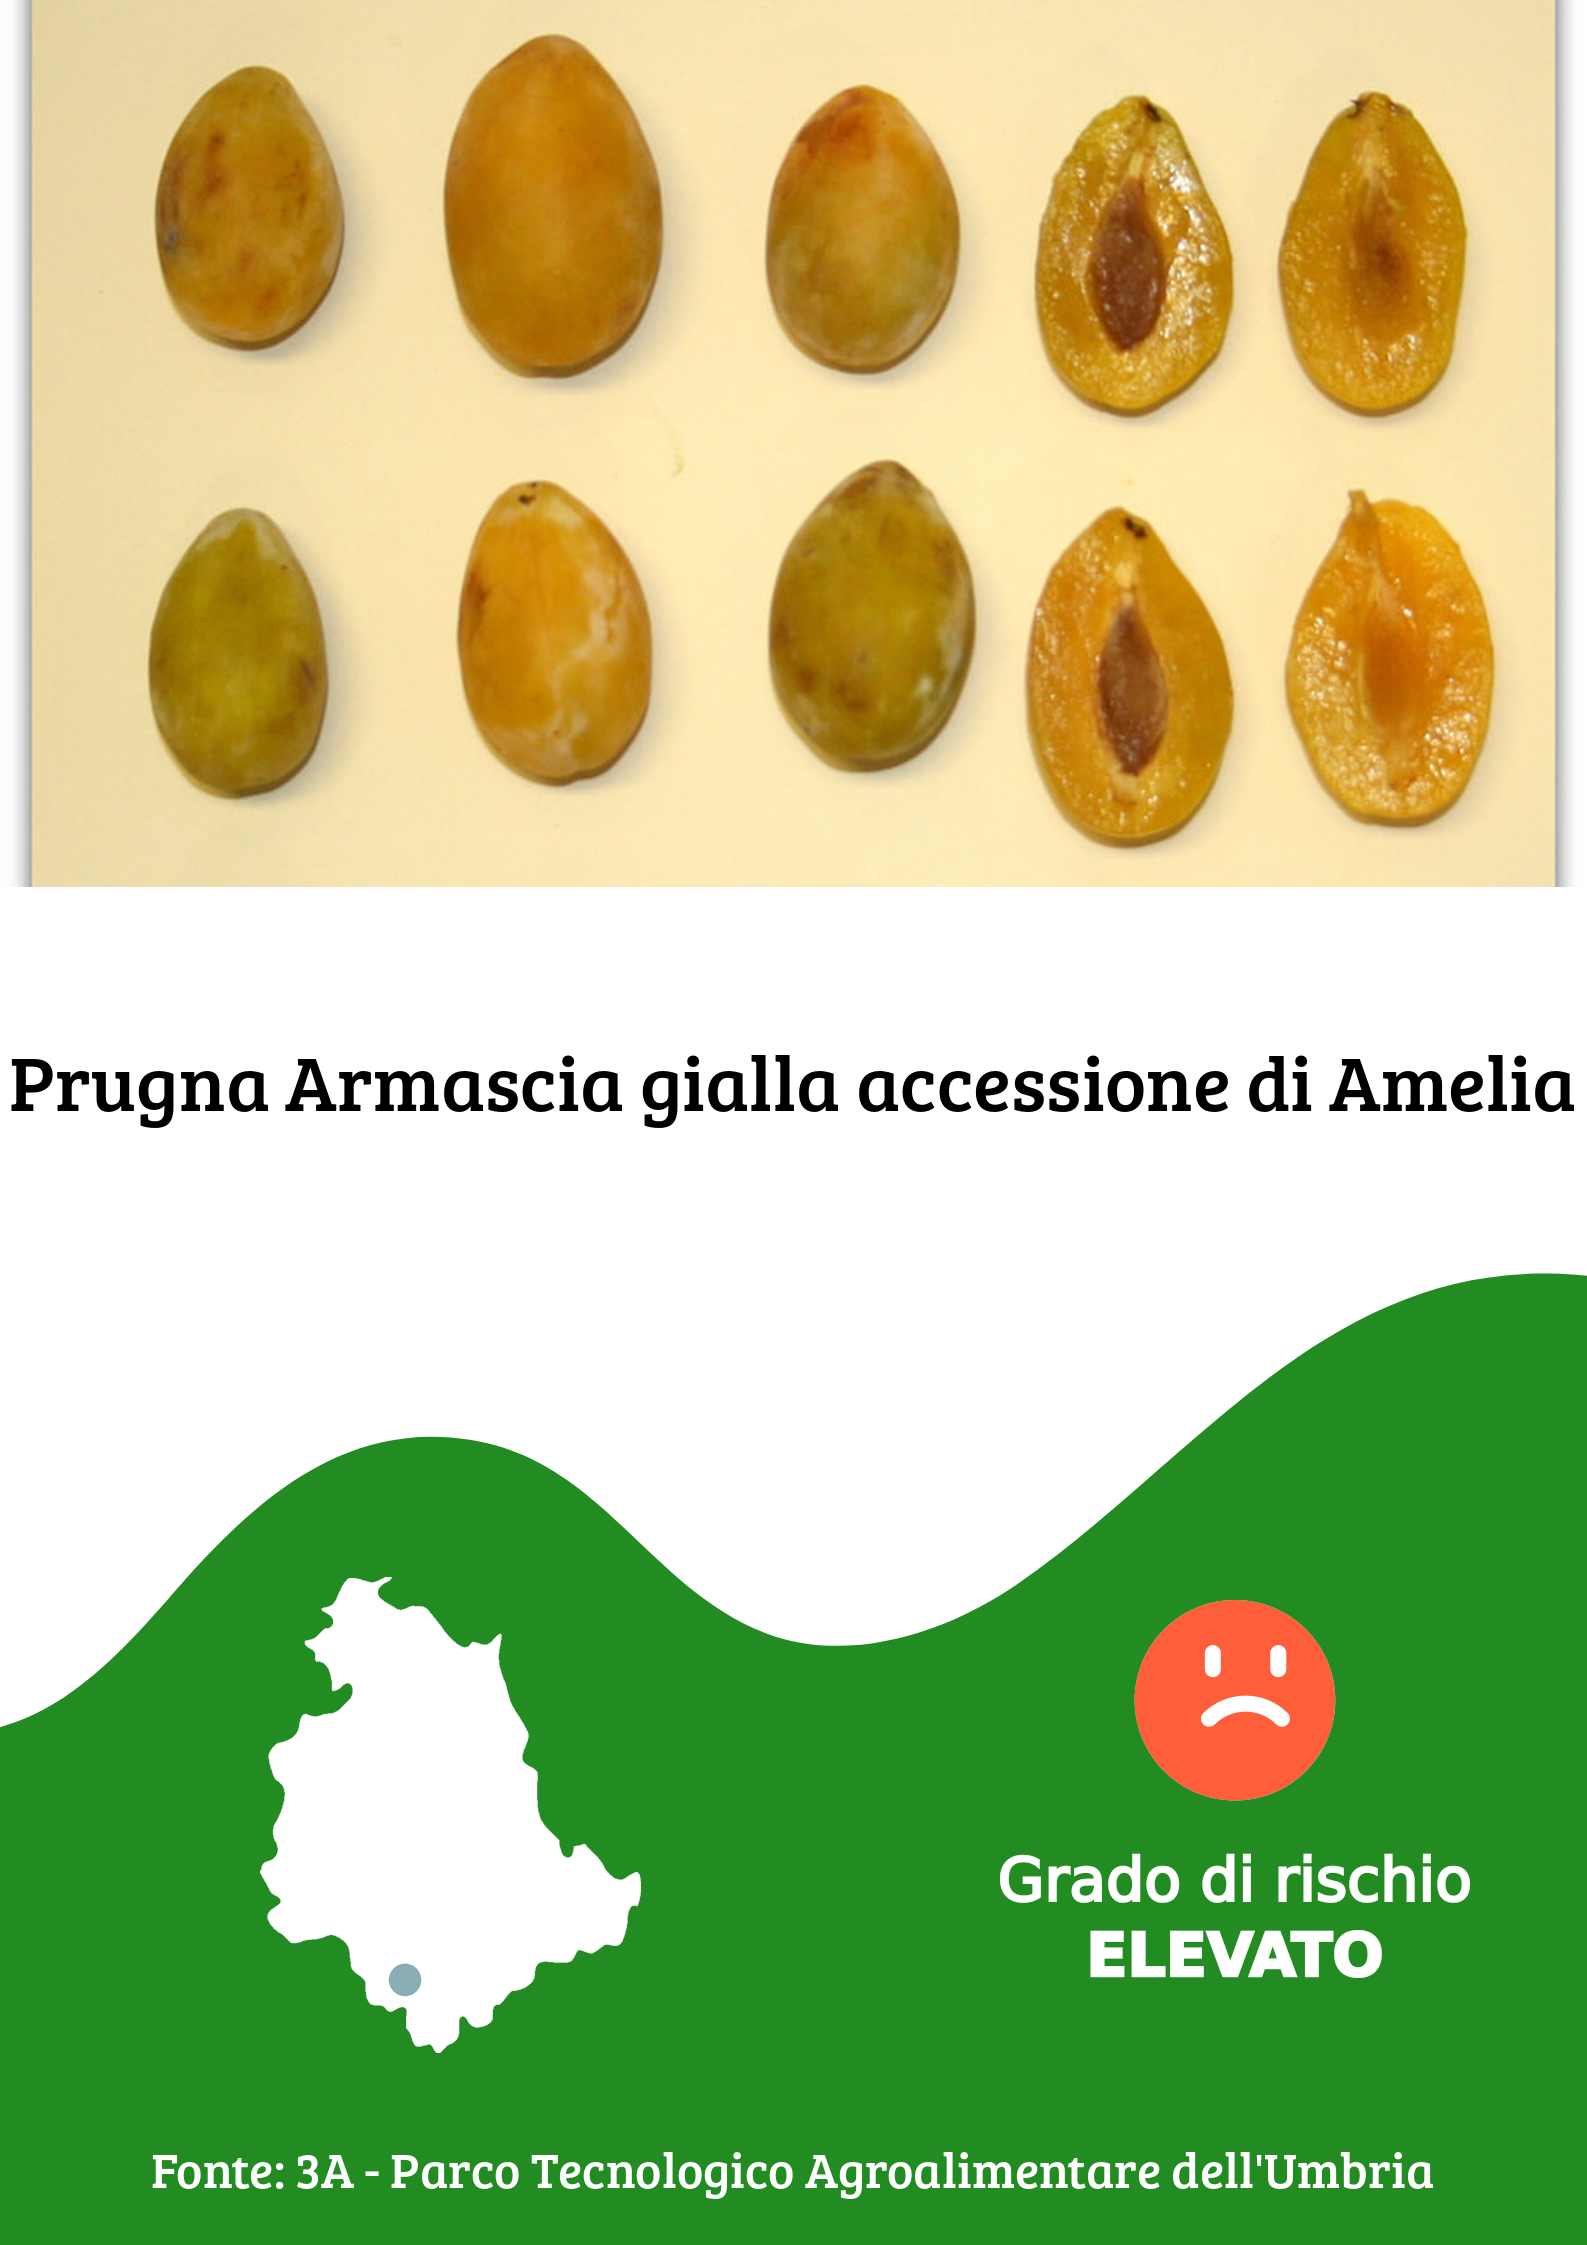 Prugna Armascia gialla accessione di Amelia
Grado di rischio
ELEVATO
Fonte: 3A - Parco Tecnologico Agroalimentare dell'Umbria